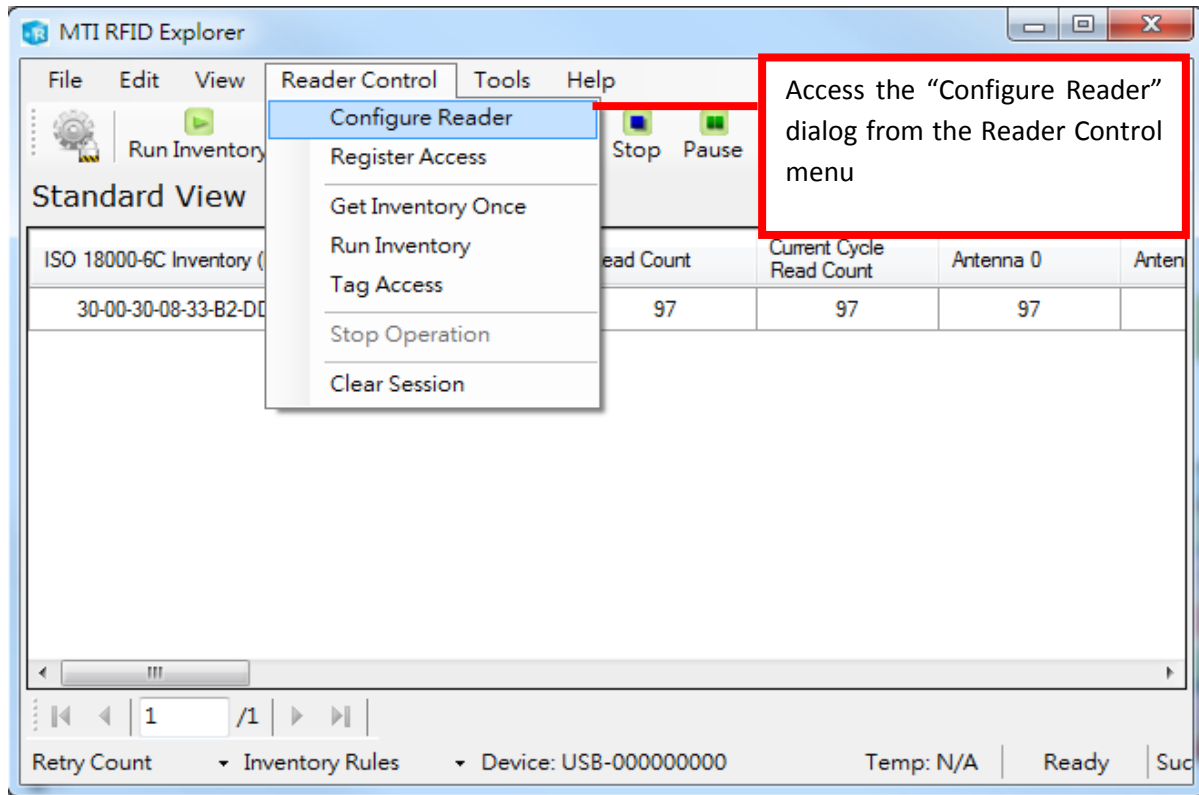 MTI RFID Explorer
File Edit View Reader Control Tools Help
Access the “Configure Reader”
dialog from the Reader Control
menu
Configure Reader
Register Access
Get Inventory Once
Run Inventory
Tag Access
Stop Operation
Clear Session
Run Inventory
Stop Pause
Standard View
ISO 18000-6C Inventory ( ead Count Current Cycle
Read Count Antenna 0 Anten
30-00-30-08-33-B2-DD 97 97 97
1 /1
Retry Count Inventory Rules Device: USB-000000000 Temp: N/A Ready Suc